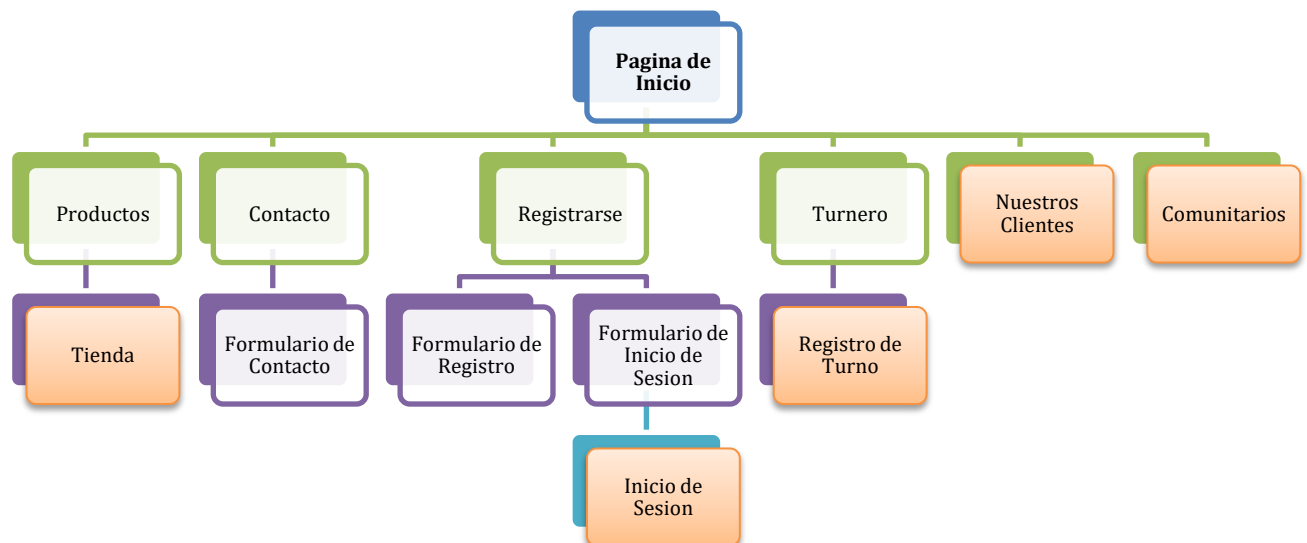 Pagina de
Inicio
Productos
Contacto
Registrarse
Turnero
Nuestros
Clientes
Comunitarios
Tienda
Formulario de
Contacto
Formulario de
Registro
Formulario de
Inicio de
Sesion
Registro de
Turno
Inicio de
Sesion